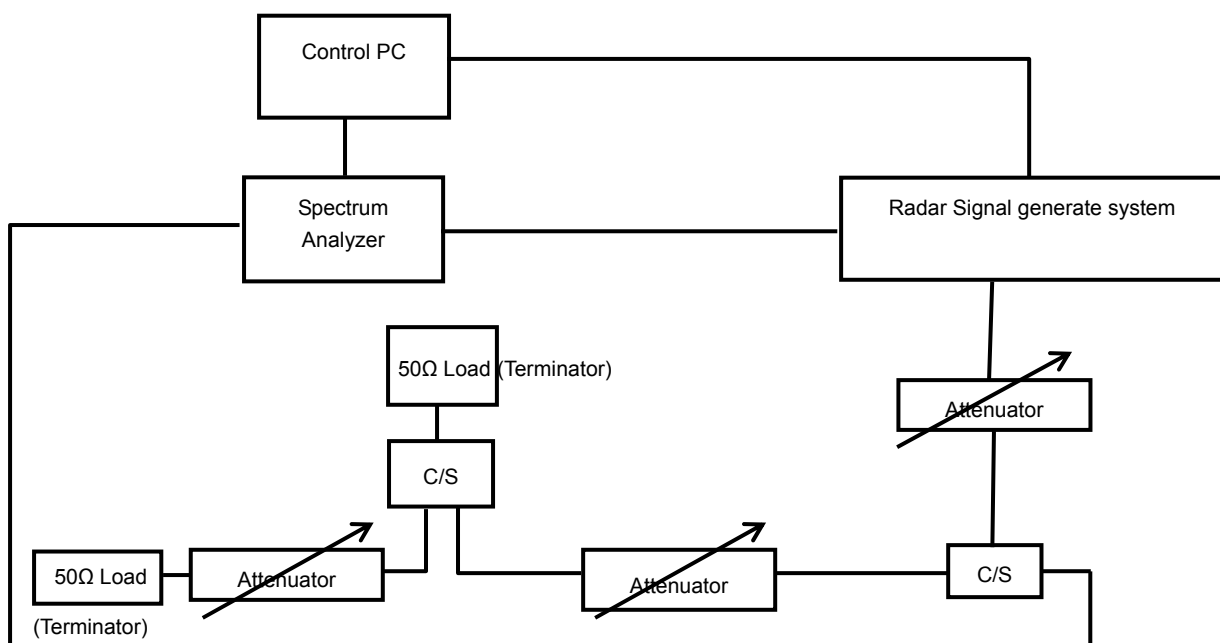 Control PC
Spectrum
Analyzer
Radar Signal generate system
50Ω Load (Terminator)
Attenuator
C/S
50Ω Load
(Terminator)
Attenuator
Attenuator
C/S